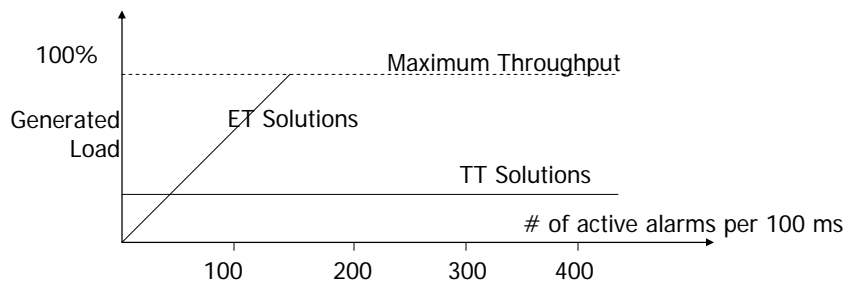 100%
Maximum Throughput
Generated
Load
ET Solutions
TT Solutions
# of active alarms per 100 ms
100 200 300 400